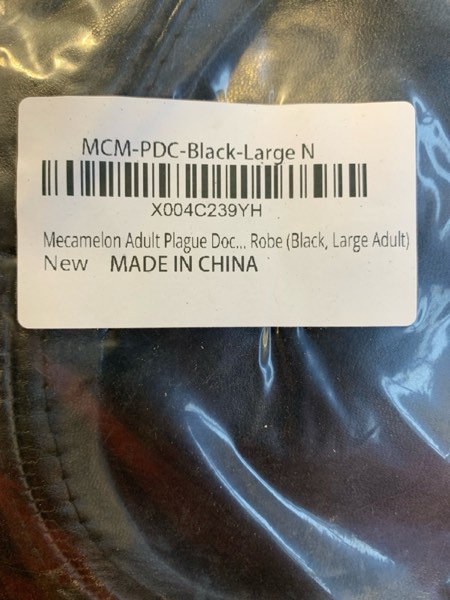 MCM-PDC-Black-Large N
X004C239YH
Mecamelon Adult Plague Doc... Robe (Black, Large Adult)
New MADE IN CHINA